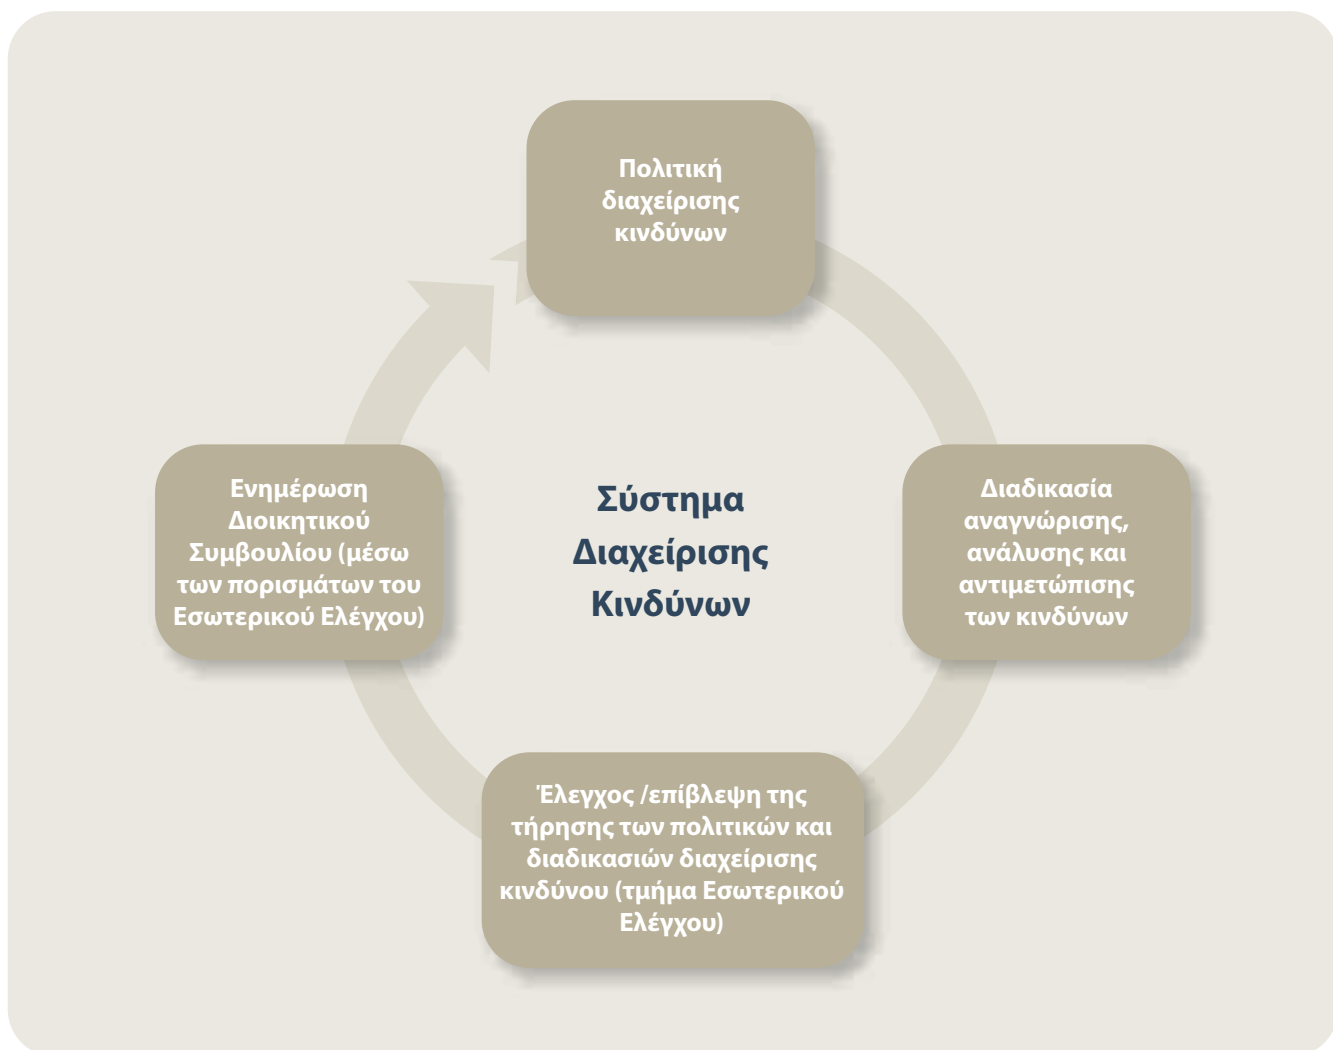 Πολιτική
διαχείρισης
κινδύνων
Ενημέρωση
Διοικητικού
Συμβουλίου (μέσω
των πορισμάτων του
Εσωτερικού Ελέγχου)
Σύστημα
Διαχείρισης
Κινδύνων
Διαδικασία
αναγνώρισης,
ανάλυσης και
αντιμετώπισης
των κινδύνων
Έλεγχος /επίβλεψη της
τήρησης των πολιτικών και
διαδικασιών διαχείρισης
κινδύνου (τμήμα Εσωτερικού
Ελέγχου)